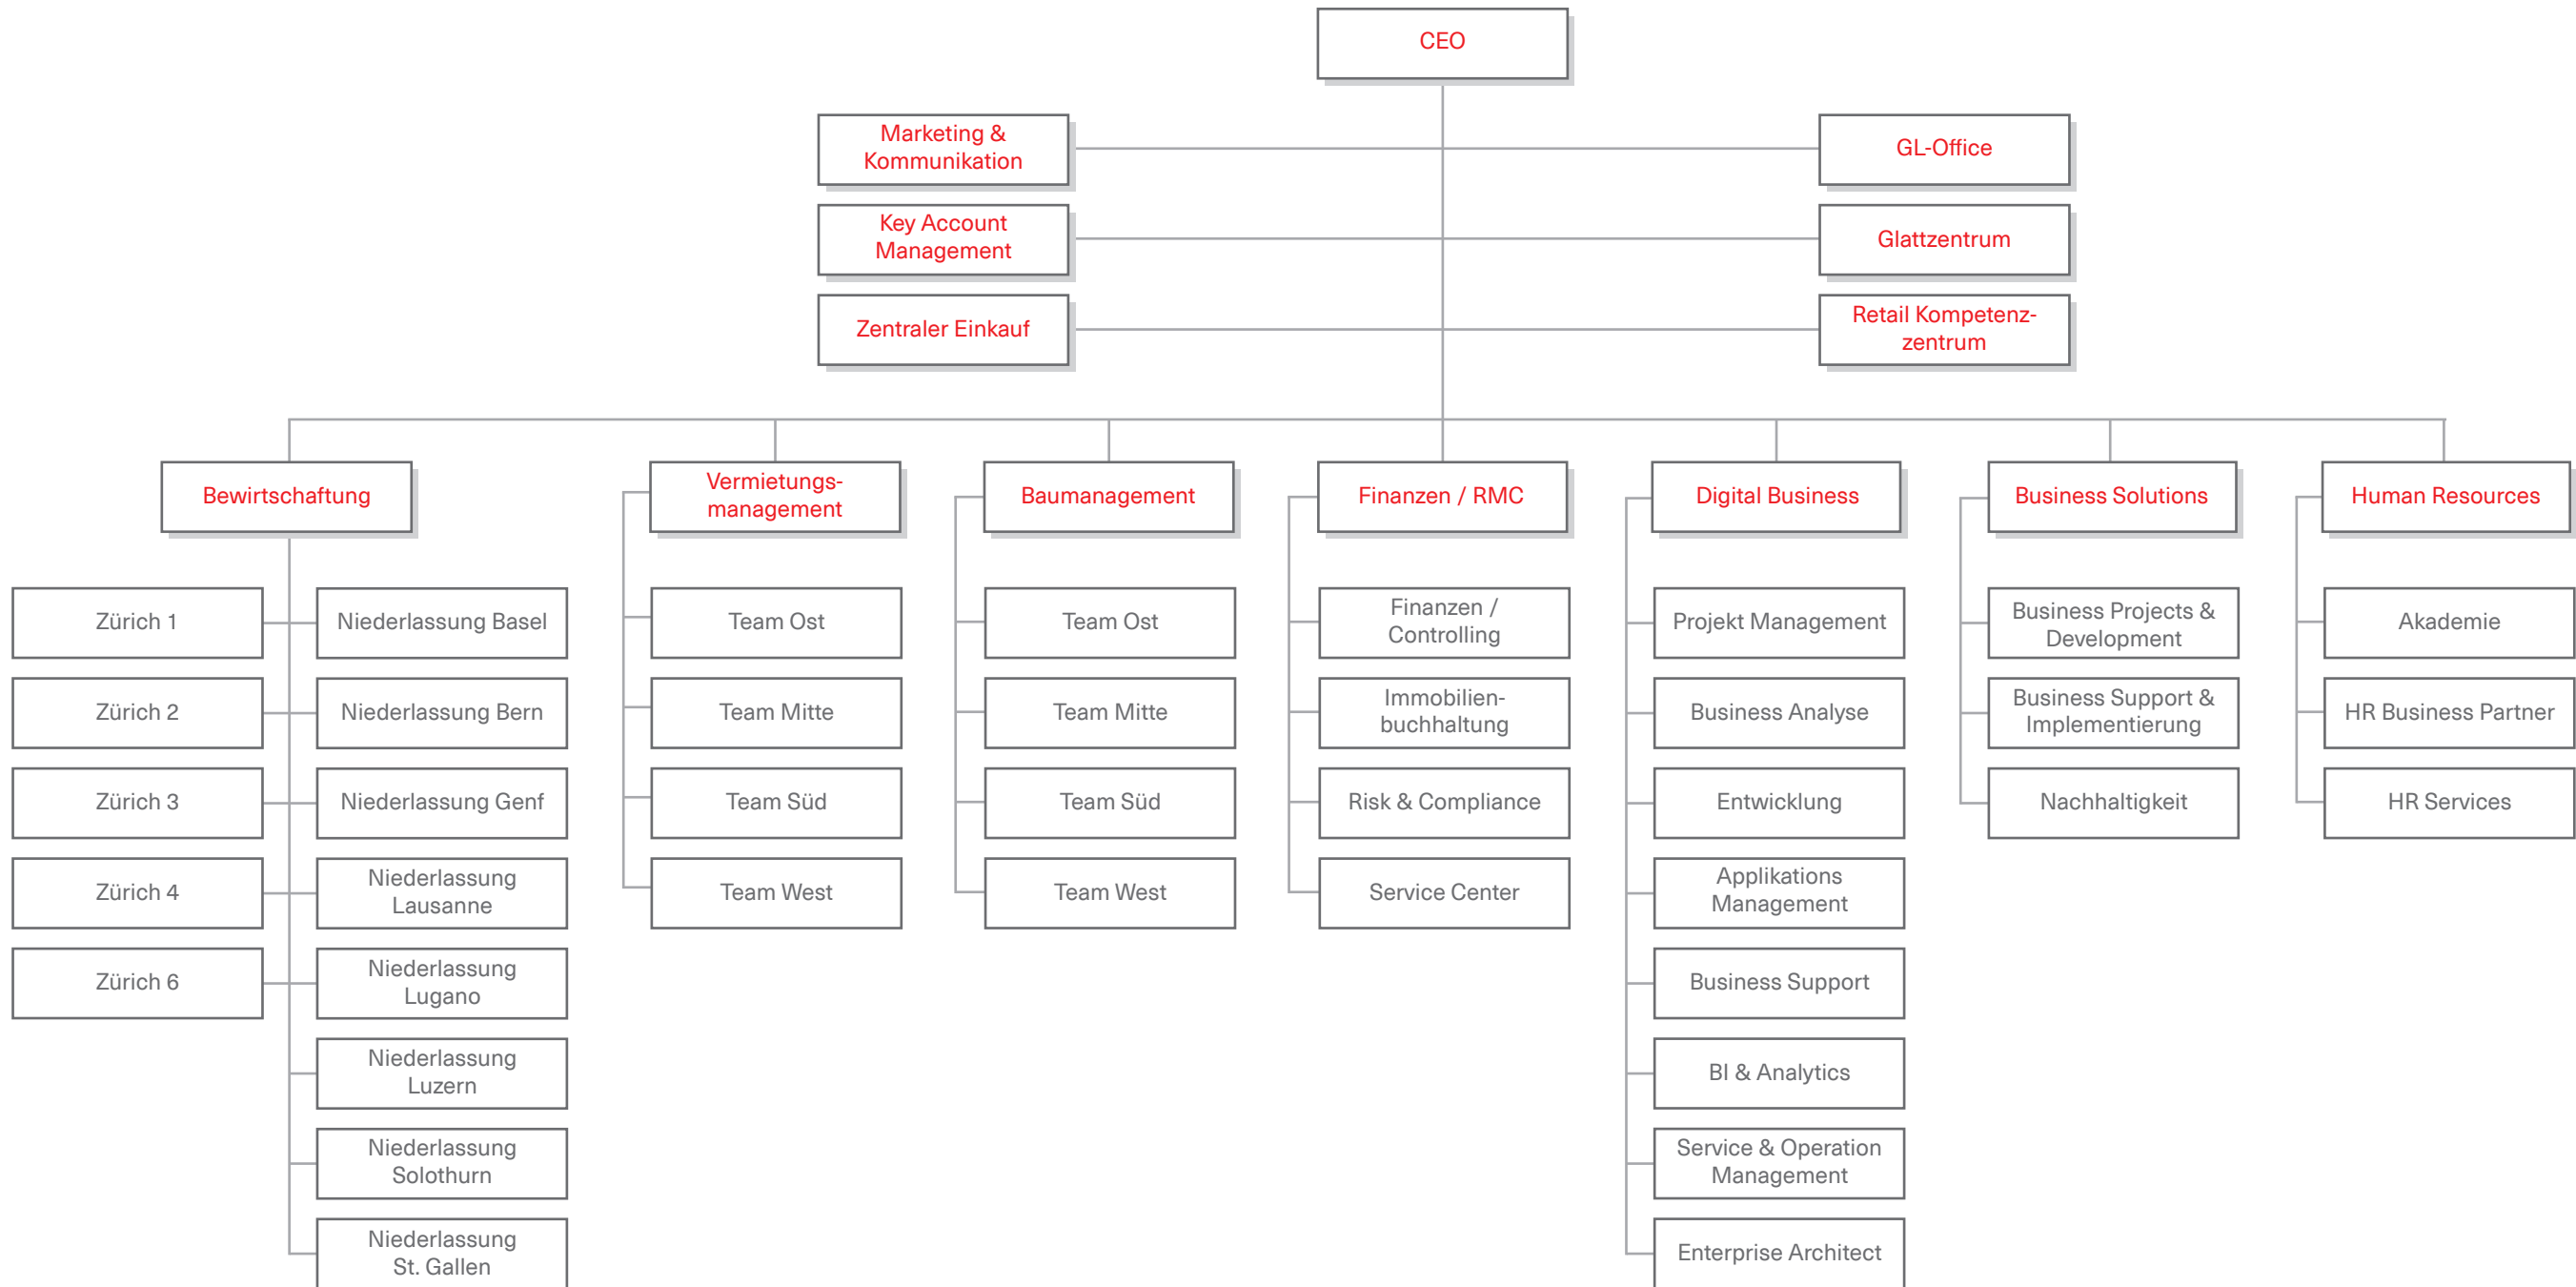 CEO
Marketing &
Kommunikation
GL-Office
Key Account
Management
Glattzentrum
Zentraler Einkauf
Retail Kompetenz-
zentrum
Bewirtschaftung
Vermietungs-
management
Baumanagement
Finanzen / RMC
Digital Business
Business Solutions
Human Resources
Zürich 1
Zürich 2
Zürich 3
Zürich 4
Zürich 6
Niederlassung Basel
Niederlassung Bern
Niederlassung Genf
Niederlassung
Lausanne
Niederlassung
Lugano
Niederlassung
Luzern
Niederlassung
Solothurn
Niederlassung
St. Gallen
Team Ost
Team Mitte
Team Süd
Team West
Team Ost
Team Mitte
Team Süd
Team West
Finanzen /
Controlling
Immobilien-
buchhaltung
Risk & Compliance
Service Center
Projekt Management
Business Analyse
Entwicklung
Applikations
Management
Business Support
BI & Analytics
Service & Operation
Management
Enterprise Architect
Business Projects &
Development
Business Support &
Implementierung
Nachhaltigkeit
Akademie
HR Business Partner
HR Services